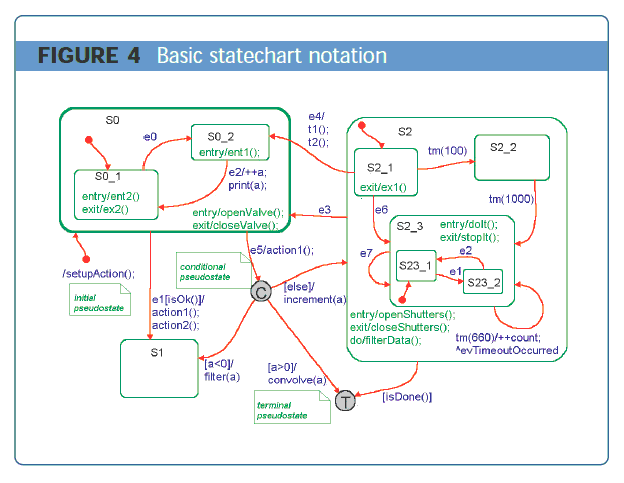 FIGURE 4 Basic statechart notation
S0
e0
S0_2
entry/ent1();
S0_1
entry/ent2()
exit/ex2()
e2/++a;
print(a);
entry/openValve();
exit/closeValve();
e4/
t1();
t2();
S2
S2_1
exit/ex1()
tm(100)
S2_2
tm(1000)
e3
e6
entry/doIt();
exit/stopIt();
S2_3
e7
e2
S23_1
e1
S23_2
entry/openShutters();
exit/closeShutters();
do/filterData();
tm(660)/++count;
^evTimeoutOccurred
/setupAction();
initial
pseudostate
e5/action1();
conditional
pseudostate
C
[else]/
increment(a)
e1[isOk()]/
action1();
action2();
S1
[a<0]/
filter(a)
[a>0]/
convolve(a)
terminal
pseudostate
T
[isDone()]